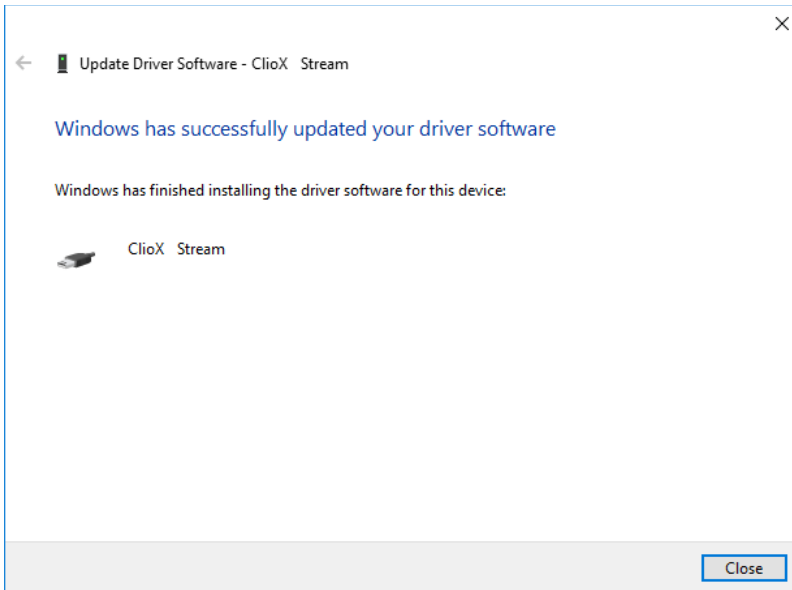 Update Driver Software - ClioX   Stream
Windows has successfully updated your driver software
Windows has finished installing the driver software for this device:
ClioX   Stream
Close